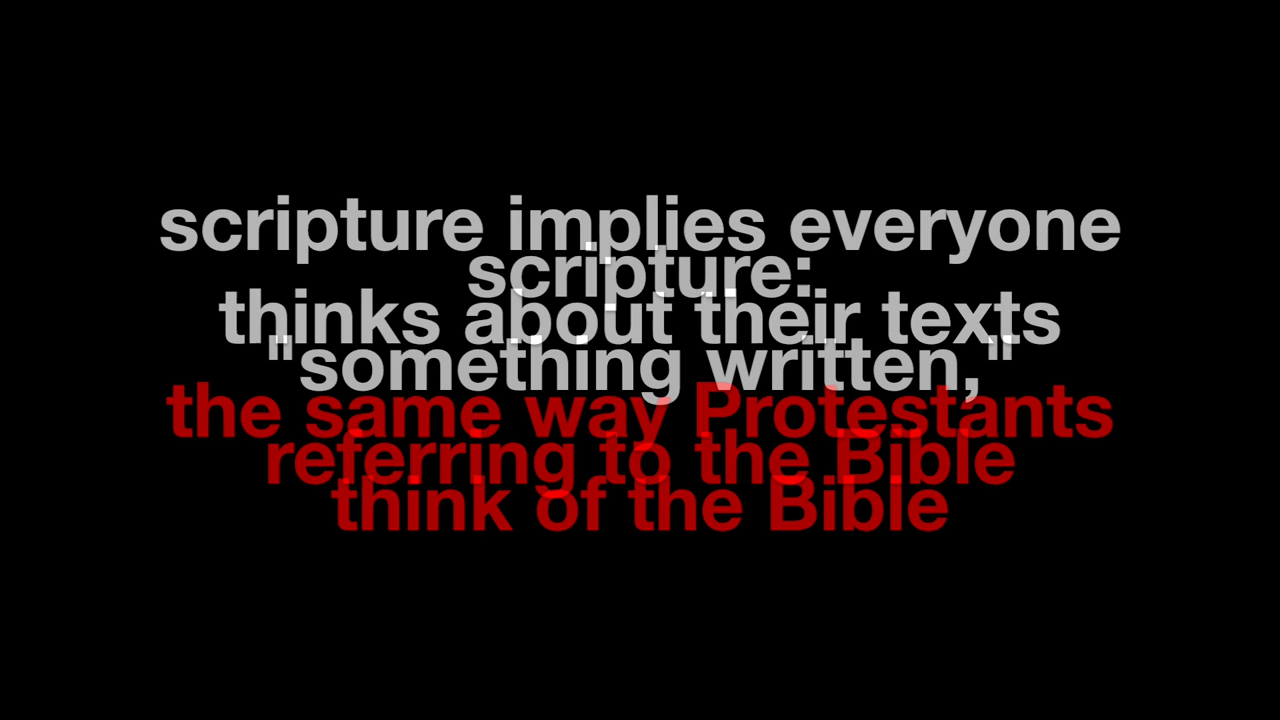 scripture implies everyone
scripture:
thinks about their texts
"something written,"
the same way Protestants
referring to the Bible
think of the Bible